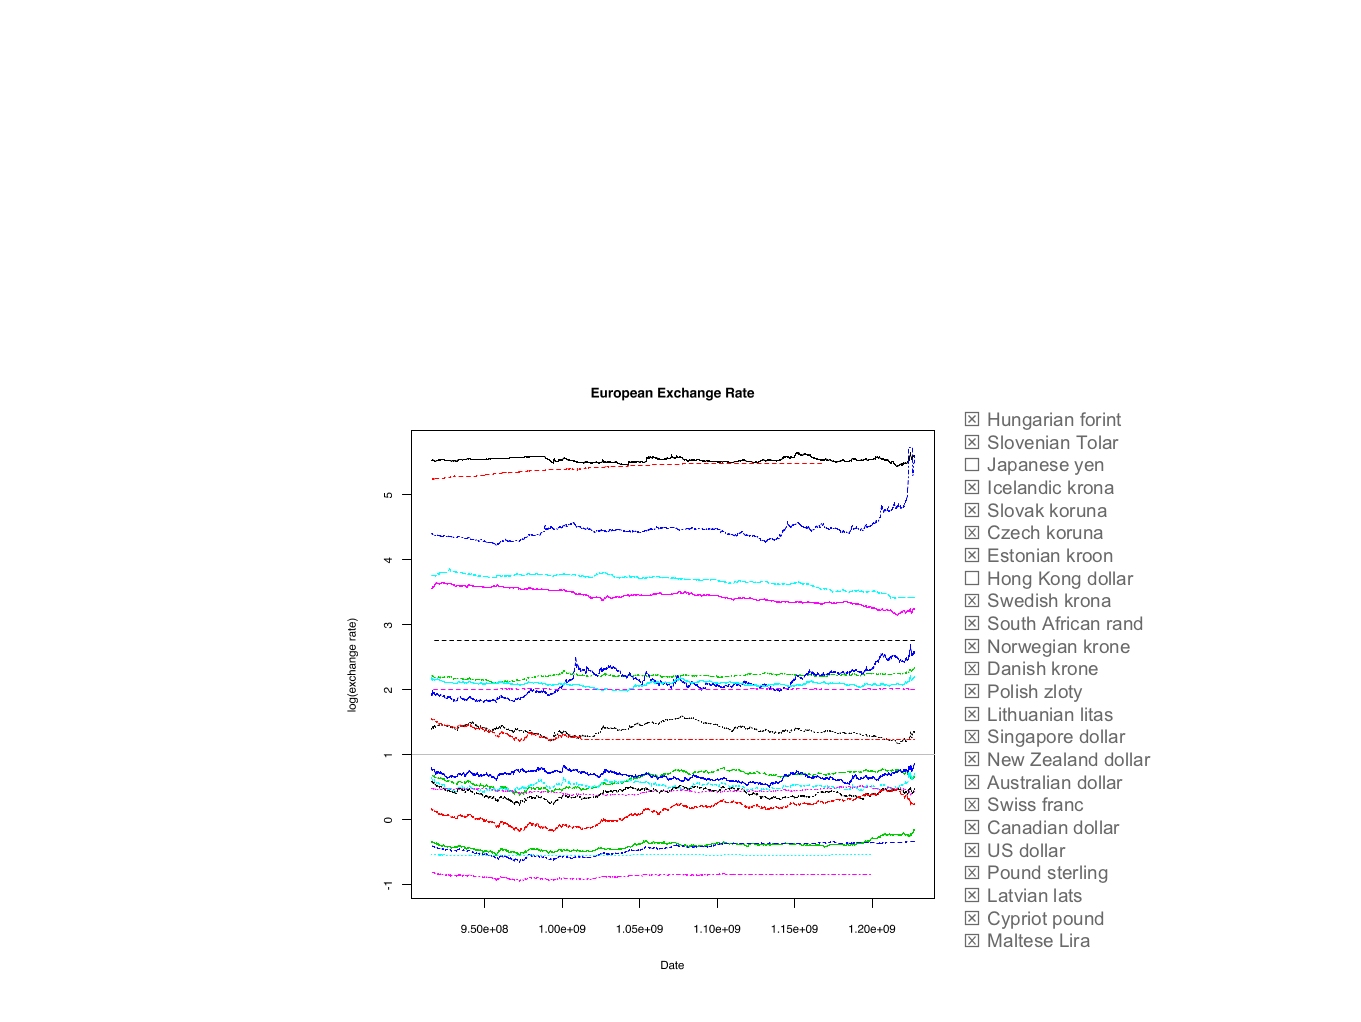 European Exchange Rate
log(exchange rate)
5
4
3
2
1
0
-1
9.50e+08 1.00e+09 1.05e+09 1.10e+09 1.15e+09 1.20e+09
Date
Hungarian forint
Slovenian Tolar
Japanese yen
Icelandic krona
Slovak koruna
Czech koruna
Estonian kroon
Hong Kong dollar
Swedish krona
South African rand
Norwegian krone
Danish krone
Polish zloty
Lithuanian litas
Singapore dollar
New Zealand dollar
Australian dollar
Swiss franc
Canadian dollar
US dollar
Pound sterling
Latvian lats
Cypriot pound
Maltese Lira